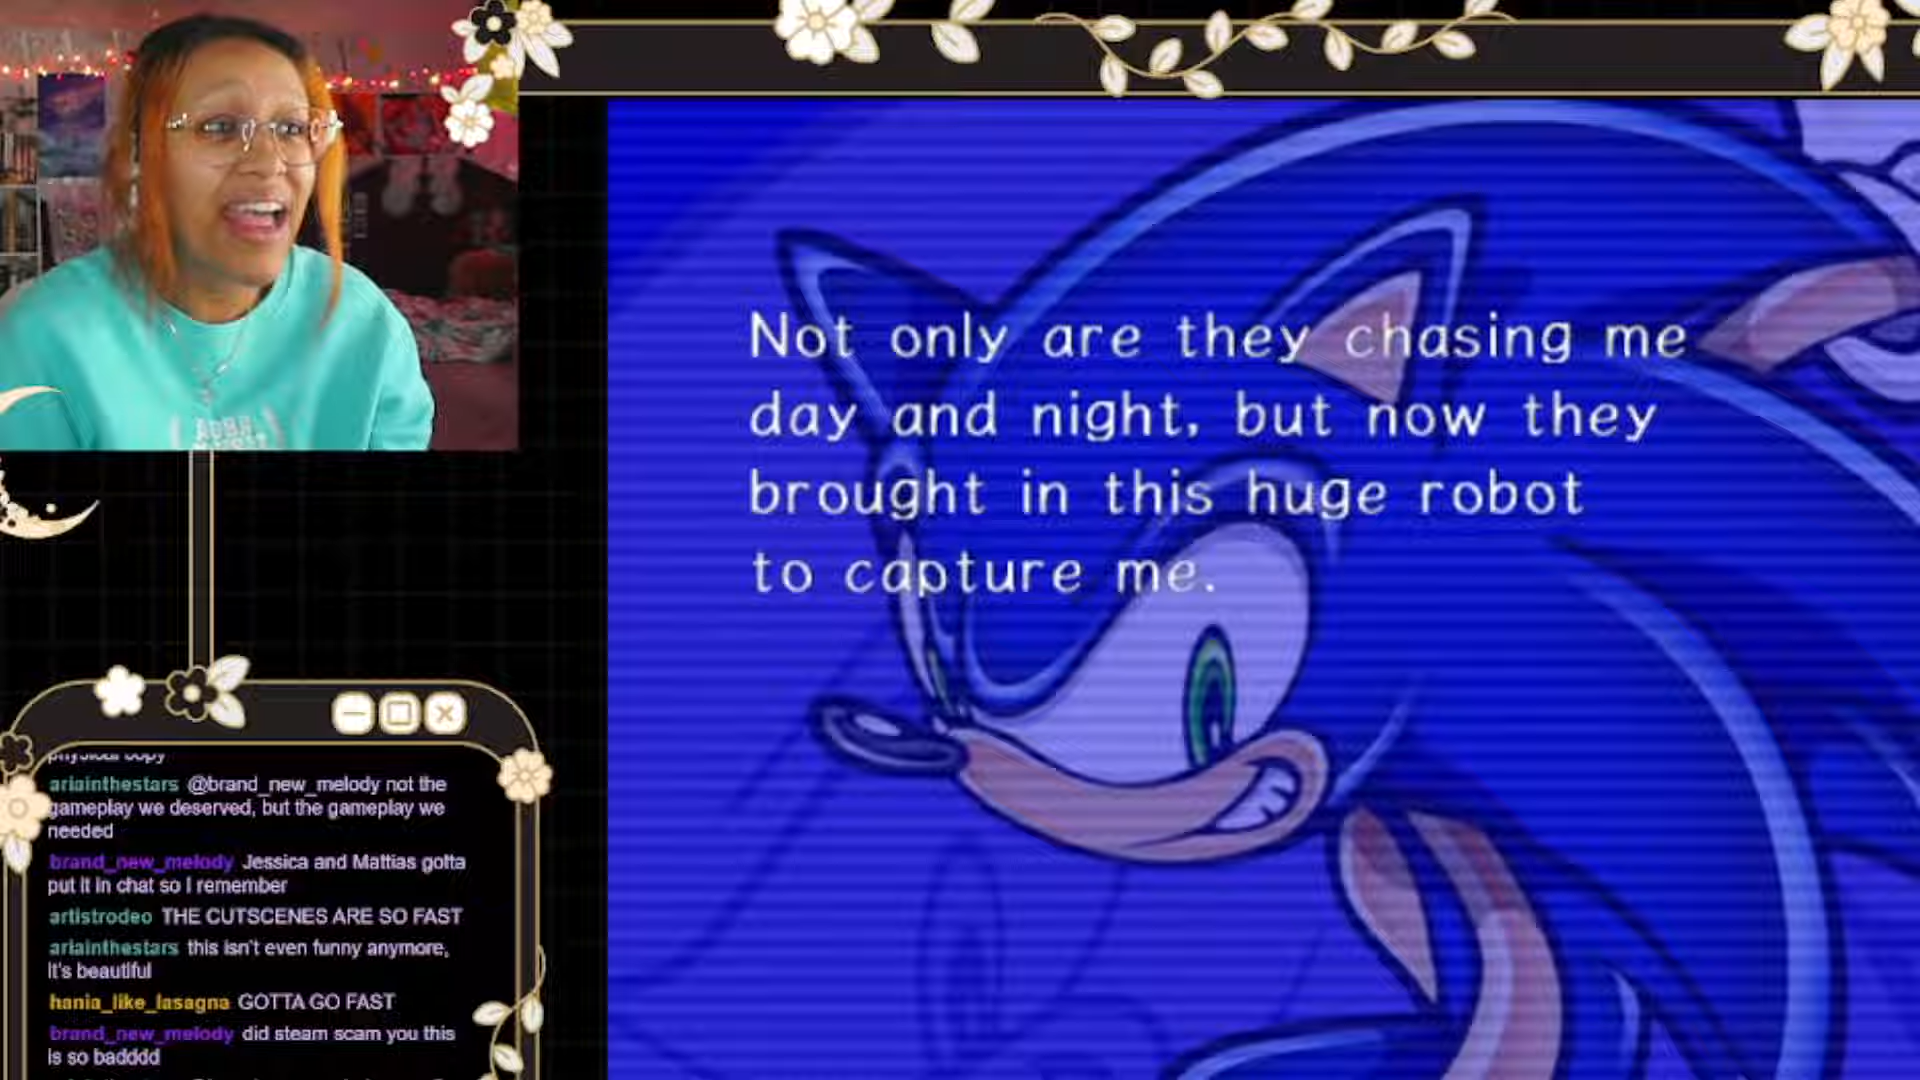 Not only are they chasing me
day and night, but now they
brought in this huge robot
to capture me.
physical copy
ariainthestars @brand_new_melody not the
gameplay we deserved, but the gameplay we
needed
brand_new_melody Jessica and Mattias gotta
put it in chat so I remember
artistrodeo THE CUTSCENES ARE SO FAST
ariainthestars this isn't even funny anymore,
it's beautiful
hania_like_lasagna GOTTA GO FAST
brand_new_melody did steam scam you this
is so badddd